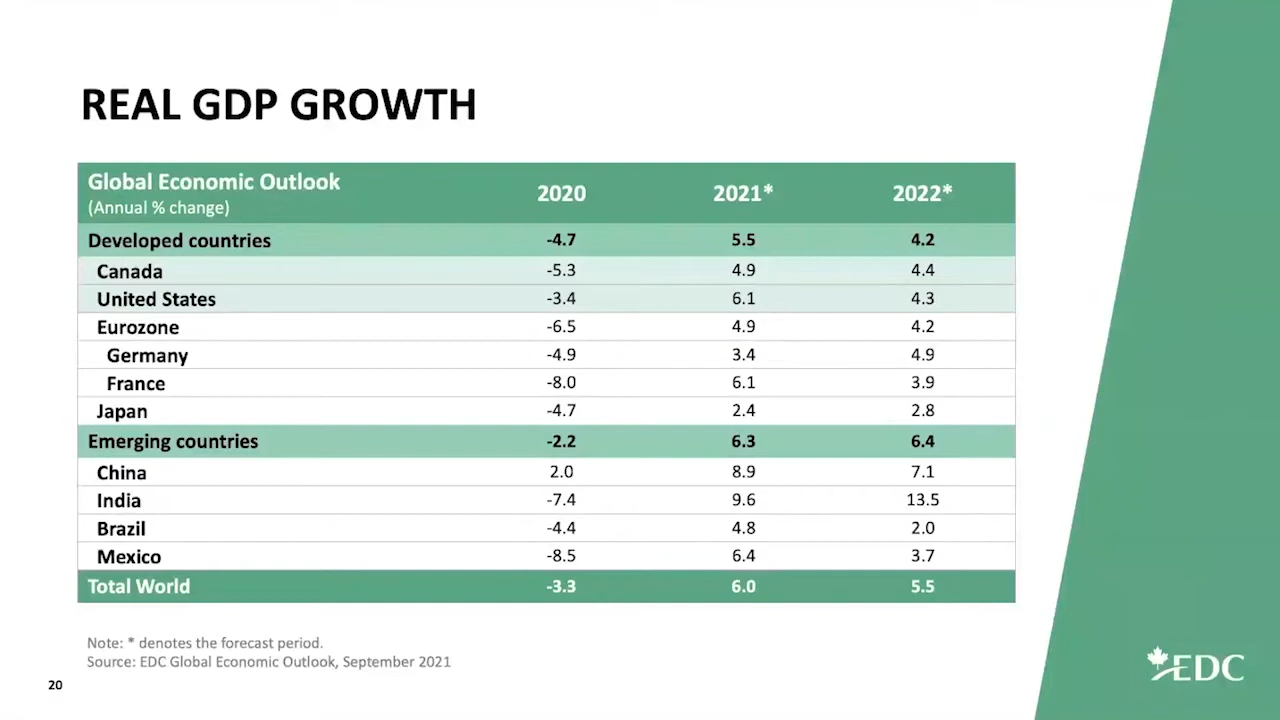 REAL GDP GROWTH
Global Economic Outlook
(Annual % change) 2020 2021* 2022*
Developed countries -4.7 5.5 4.2
Canada -5.3 4.9 4.4
United States -3.4 6.1 4.3
Eurozone -6.5 4.9 4.2
Germany -4.9 3.4 4.9
France -8.0 6.1 3.9
Japan -4.7 2.4 2.8
Emerging countries -2.2 6.3 6.4
China 2.0 8.9 7.1
India -7.4 9.6 13.5
Brazil -4.4 4.8 2.0
Mexico -8.5 6.4 3.7
Total World -3.3 6.0 5.5
Note: * denotes the forecast period.
Source: EDC Global Economic Outlook, September 2021
20
EDC